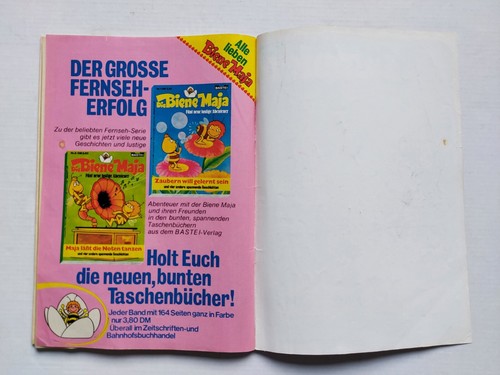 Alle
lieben
Biene Maja
DER GROSSE
FERNSEH-
ERFOLG
Biene Maja
Zaubern will gelernt sein
Zu der beliebten Fernseh-Serie
gibt es jetzt viele neue
Geschichten und lustige
Biene Maja
Maja läßt die Noten tanzen
Abenteuer mit der Biene Maja
und ihren Freunden
in den bunten, spannenden
Taschenbüchern
aus dem BASTEI-Verlag
Holt Euch
die neuen, bunten
Taschenbücher!
Jeder Band mit 164 Seiten ganz in Farbe
nur 3,80 DM
Überall im Zeitschriften- und
Bahnhofsbuchhandel